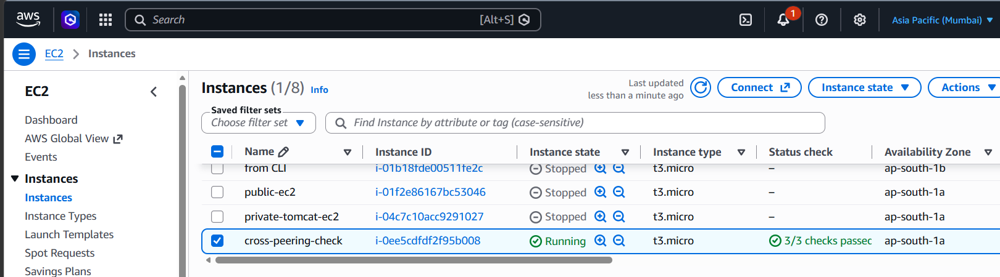 aws
Search [Alt+S]
1
Asia Pacific (Mumbai)
EC2 Instances
EC2
Dashboard
AWS Global View
Events
Instances
Instances
Instance Types
Launch Templates
Spot Requests
Savings Plans
Instances (1/8) Info
Last updated
less than a minute ago
Connect
Instance state
Actions
Saved filter sets
Choose filter set
Find Instance by attribute or tag (case-sensitive)
Name Instance ID Instance state Instance type Status check Availability Zone
from CLI i-01b18fde00511fe2c Stopped t3.micro – ap-south-1b
public-ec2 i-01f2e86167bc53046 Stopped t3.micro – ap-south-1a
private-tomcat-ec2 i-04c7c10acc9291027 Stopped t3.micro – ap-south-1a
cross-peering-check i-0ee5cdfdf2f95b008 Running t3.micro 3/3 checks passec ap-south-1a